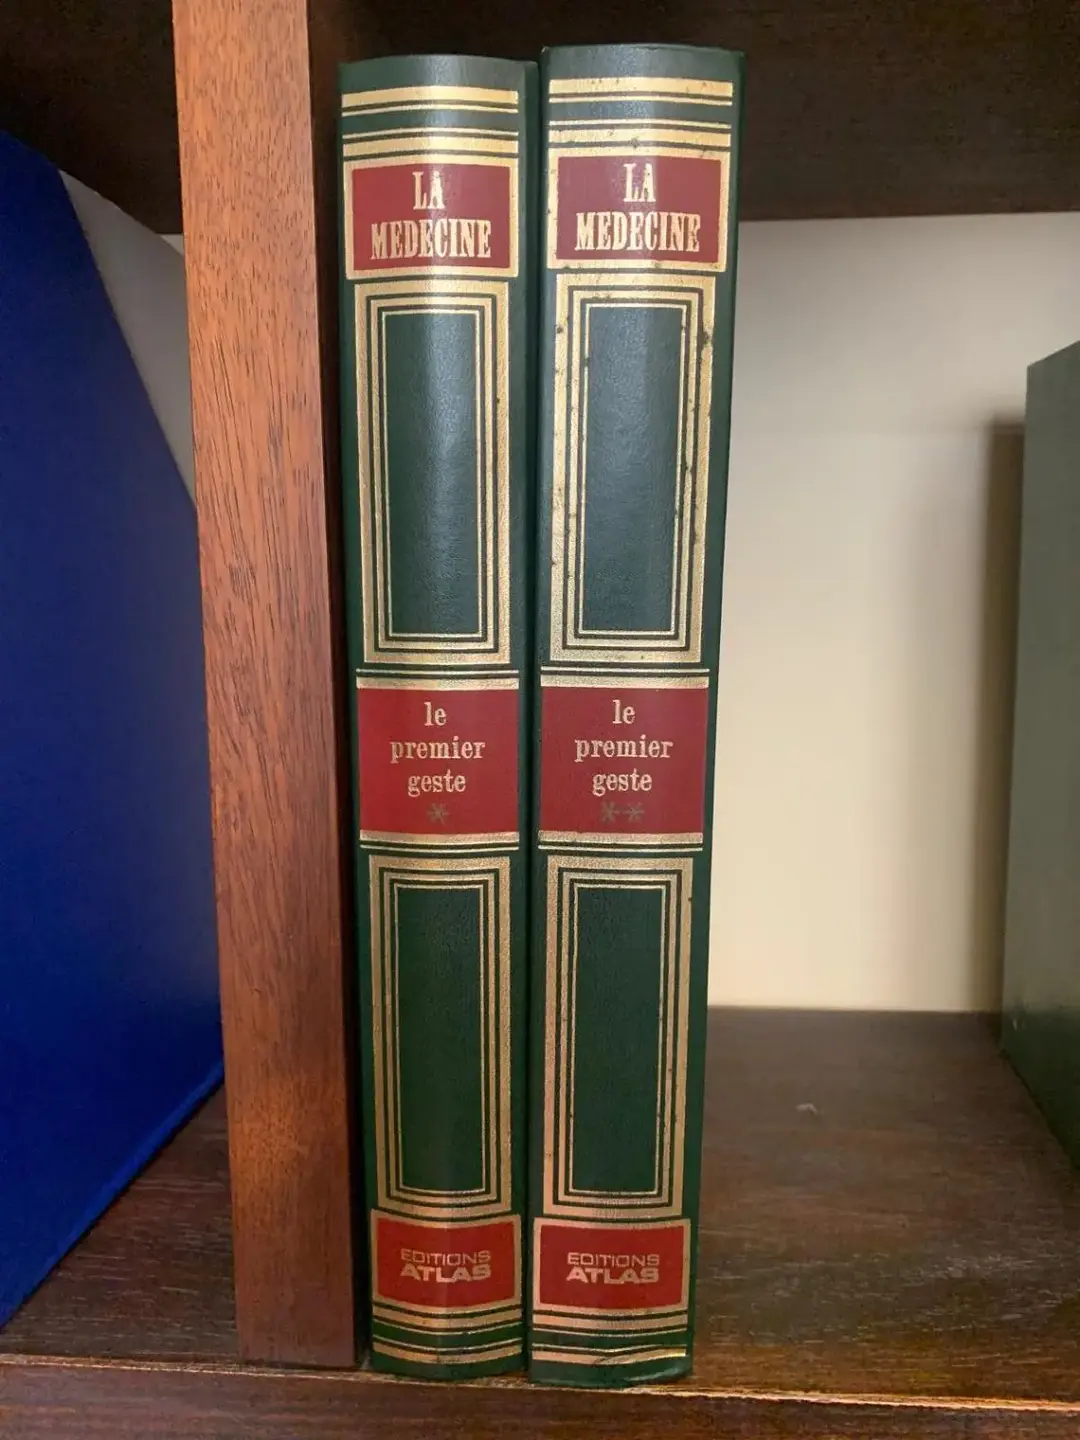 LA
MEDECINE
le
premier
geste
*
EDITIONS
ATLAS
LA
MEDECINE
le
premier
geste
**
EDITIONS
ATLAS